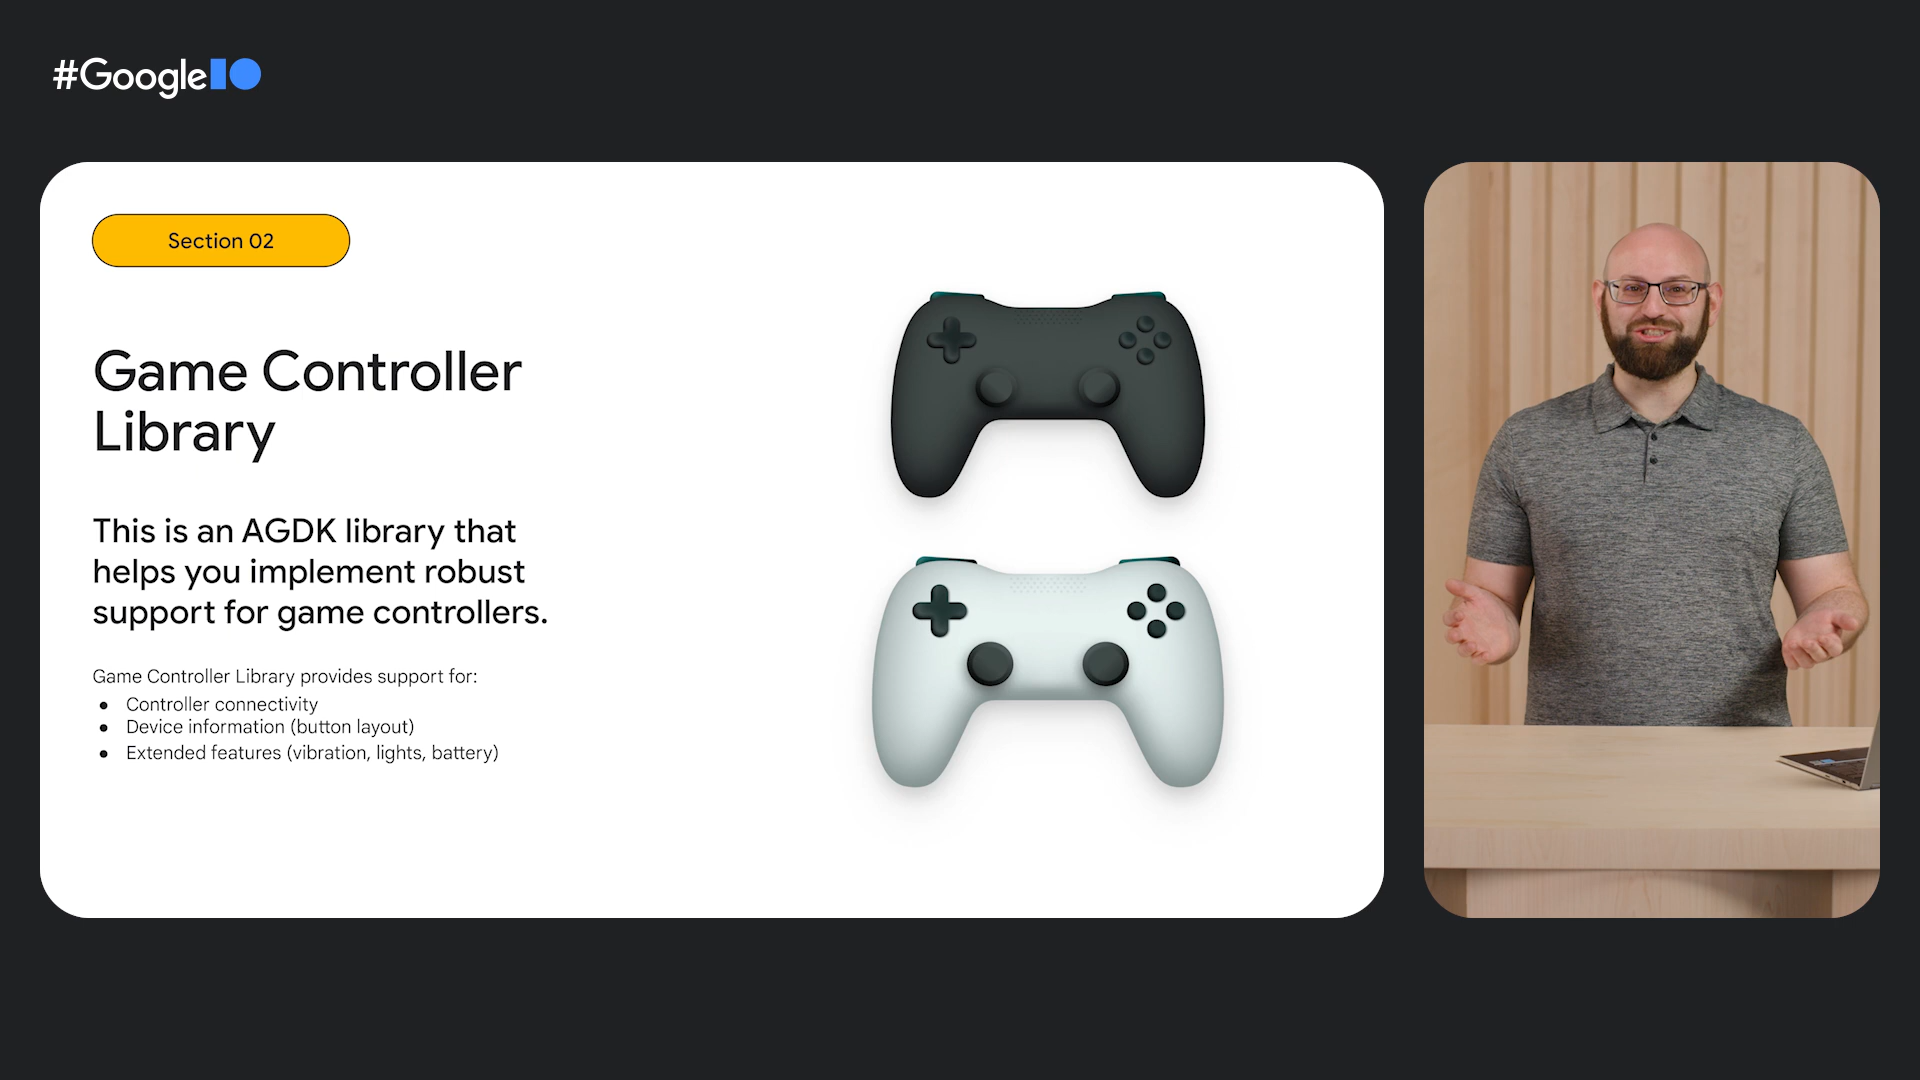 #GoogleIO
Section 02
Game Controller
Library
This is an AGDK library that
helps you implement robust
support for game controllers.
Game Controller Library provides support for:
● Controller connectivity
● Device information (button layout)
● Extended features (vibration, lights, battery)